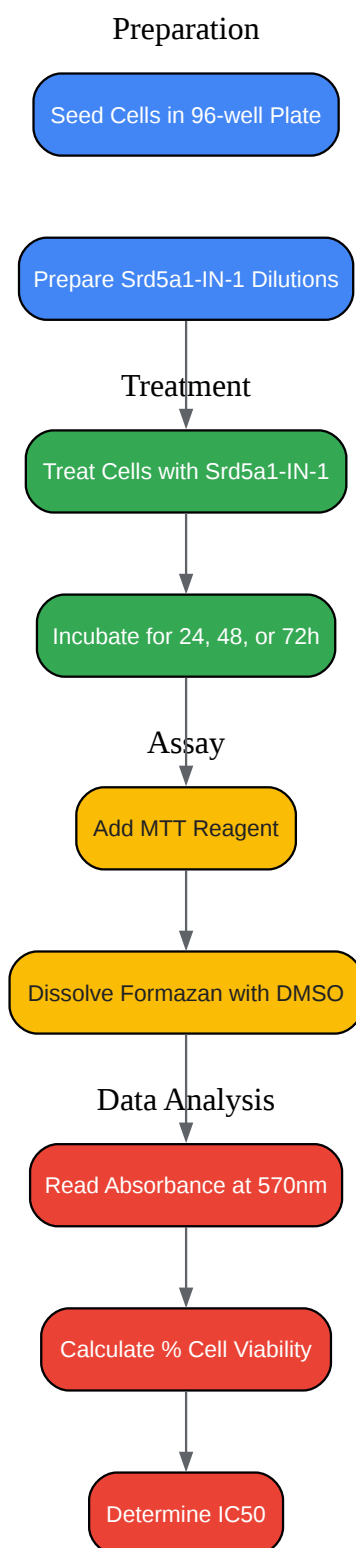 Preparation
Seed Cells in 96-well Plate
Prepare Srd5a1-IN-1 Dilutions
Treatment
Treat Cells with Srd5a1-IN-1
Incubate for 24, 48, or 72h
Assay
Add MTT Reagent
Dissolve Formazan with DMSO
Data Analysis
Read Absorbance at 570nm
Calculate % Cell Viability
Determine IC50